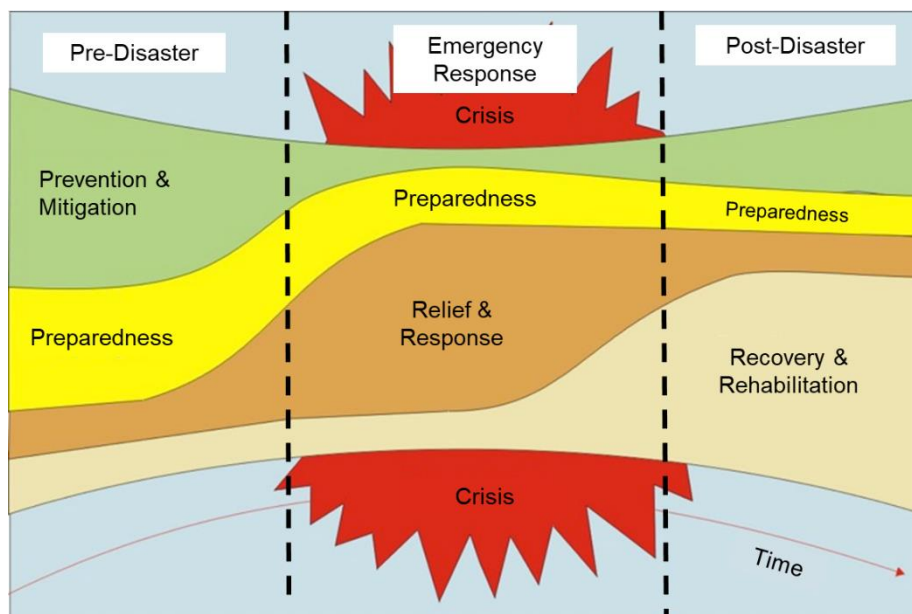 Pre-Disaster
Emergency
Response
Post-Disaster
Crisis
Prevention &
Mitigation
Preparedness
Preparedness
Preparedness
Relief &
Response
Recovery &
Rehabilitation
Crisis
Time